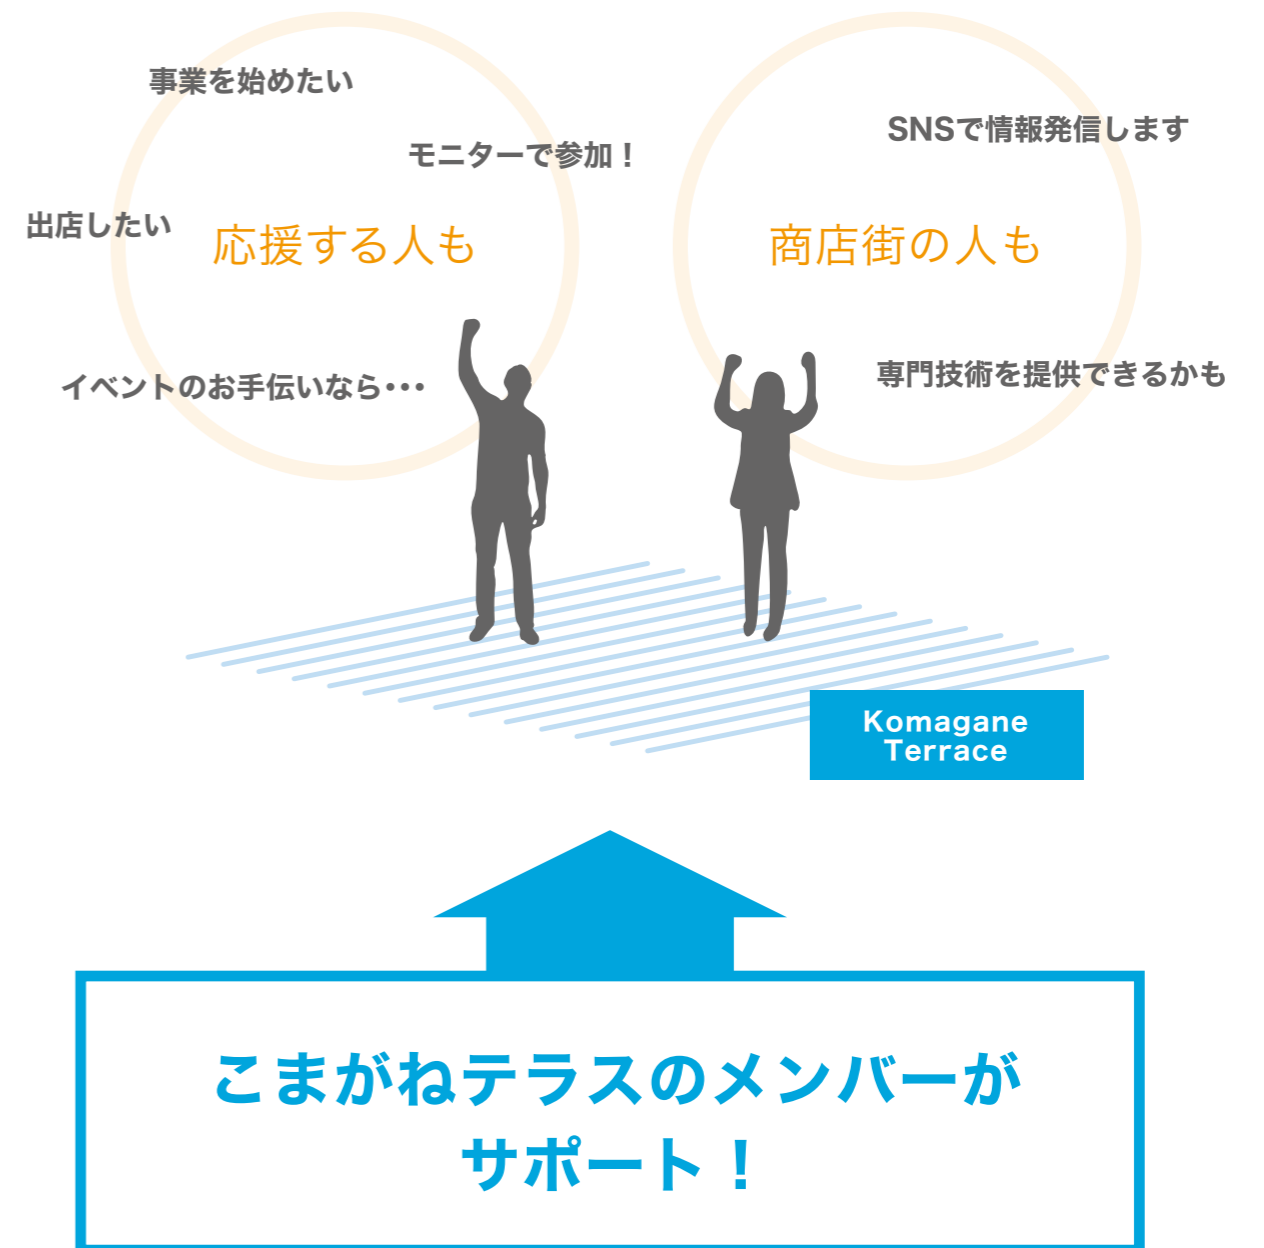 事業を始めたい
モニターで参加！
出店したい
応援する人も
イベントのお手伝いなら･･･
SNSで情報発信します
商店街の人も
専門技術を提供できるかも
Komagane
Terrace
こまがねテラスのメンバーが
サポート！